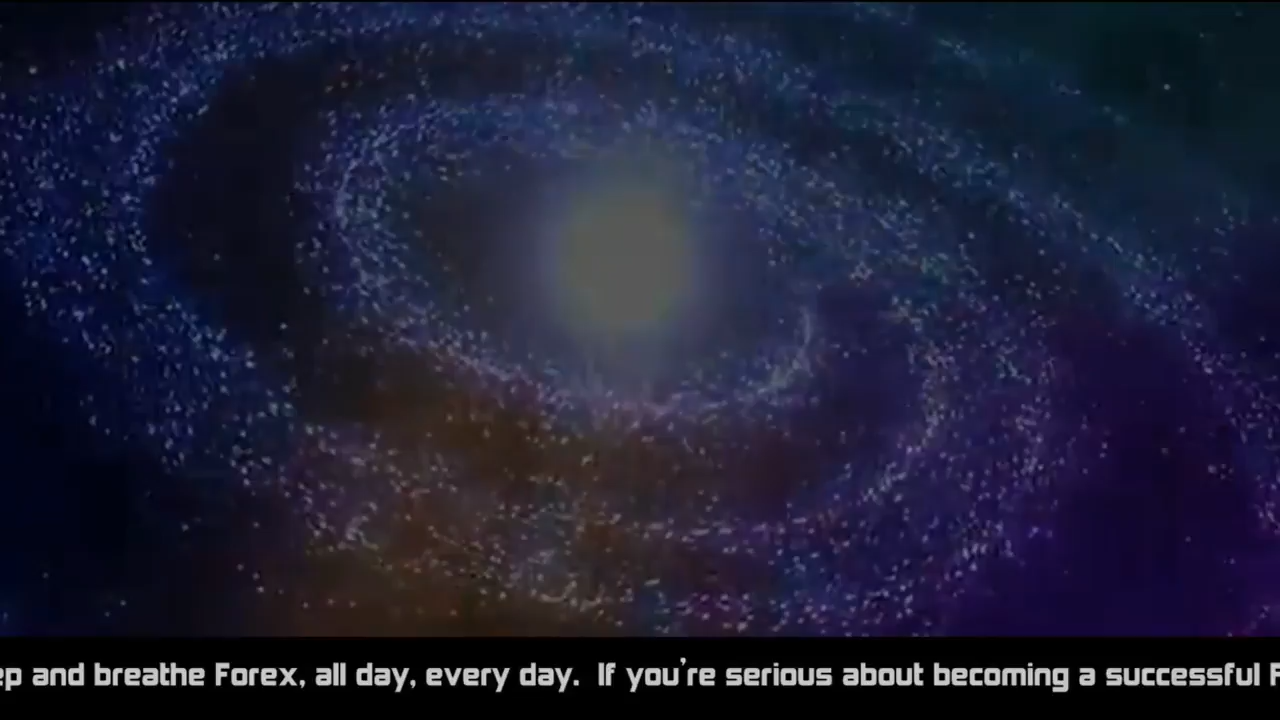 and breathe Forex, all day, every day. If you're serious about becoming a successful